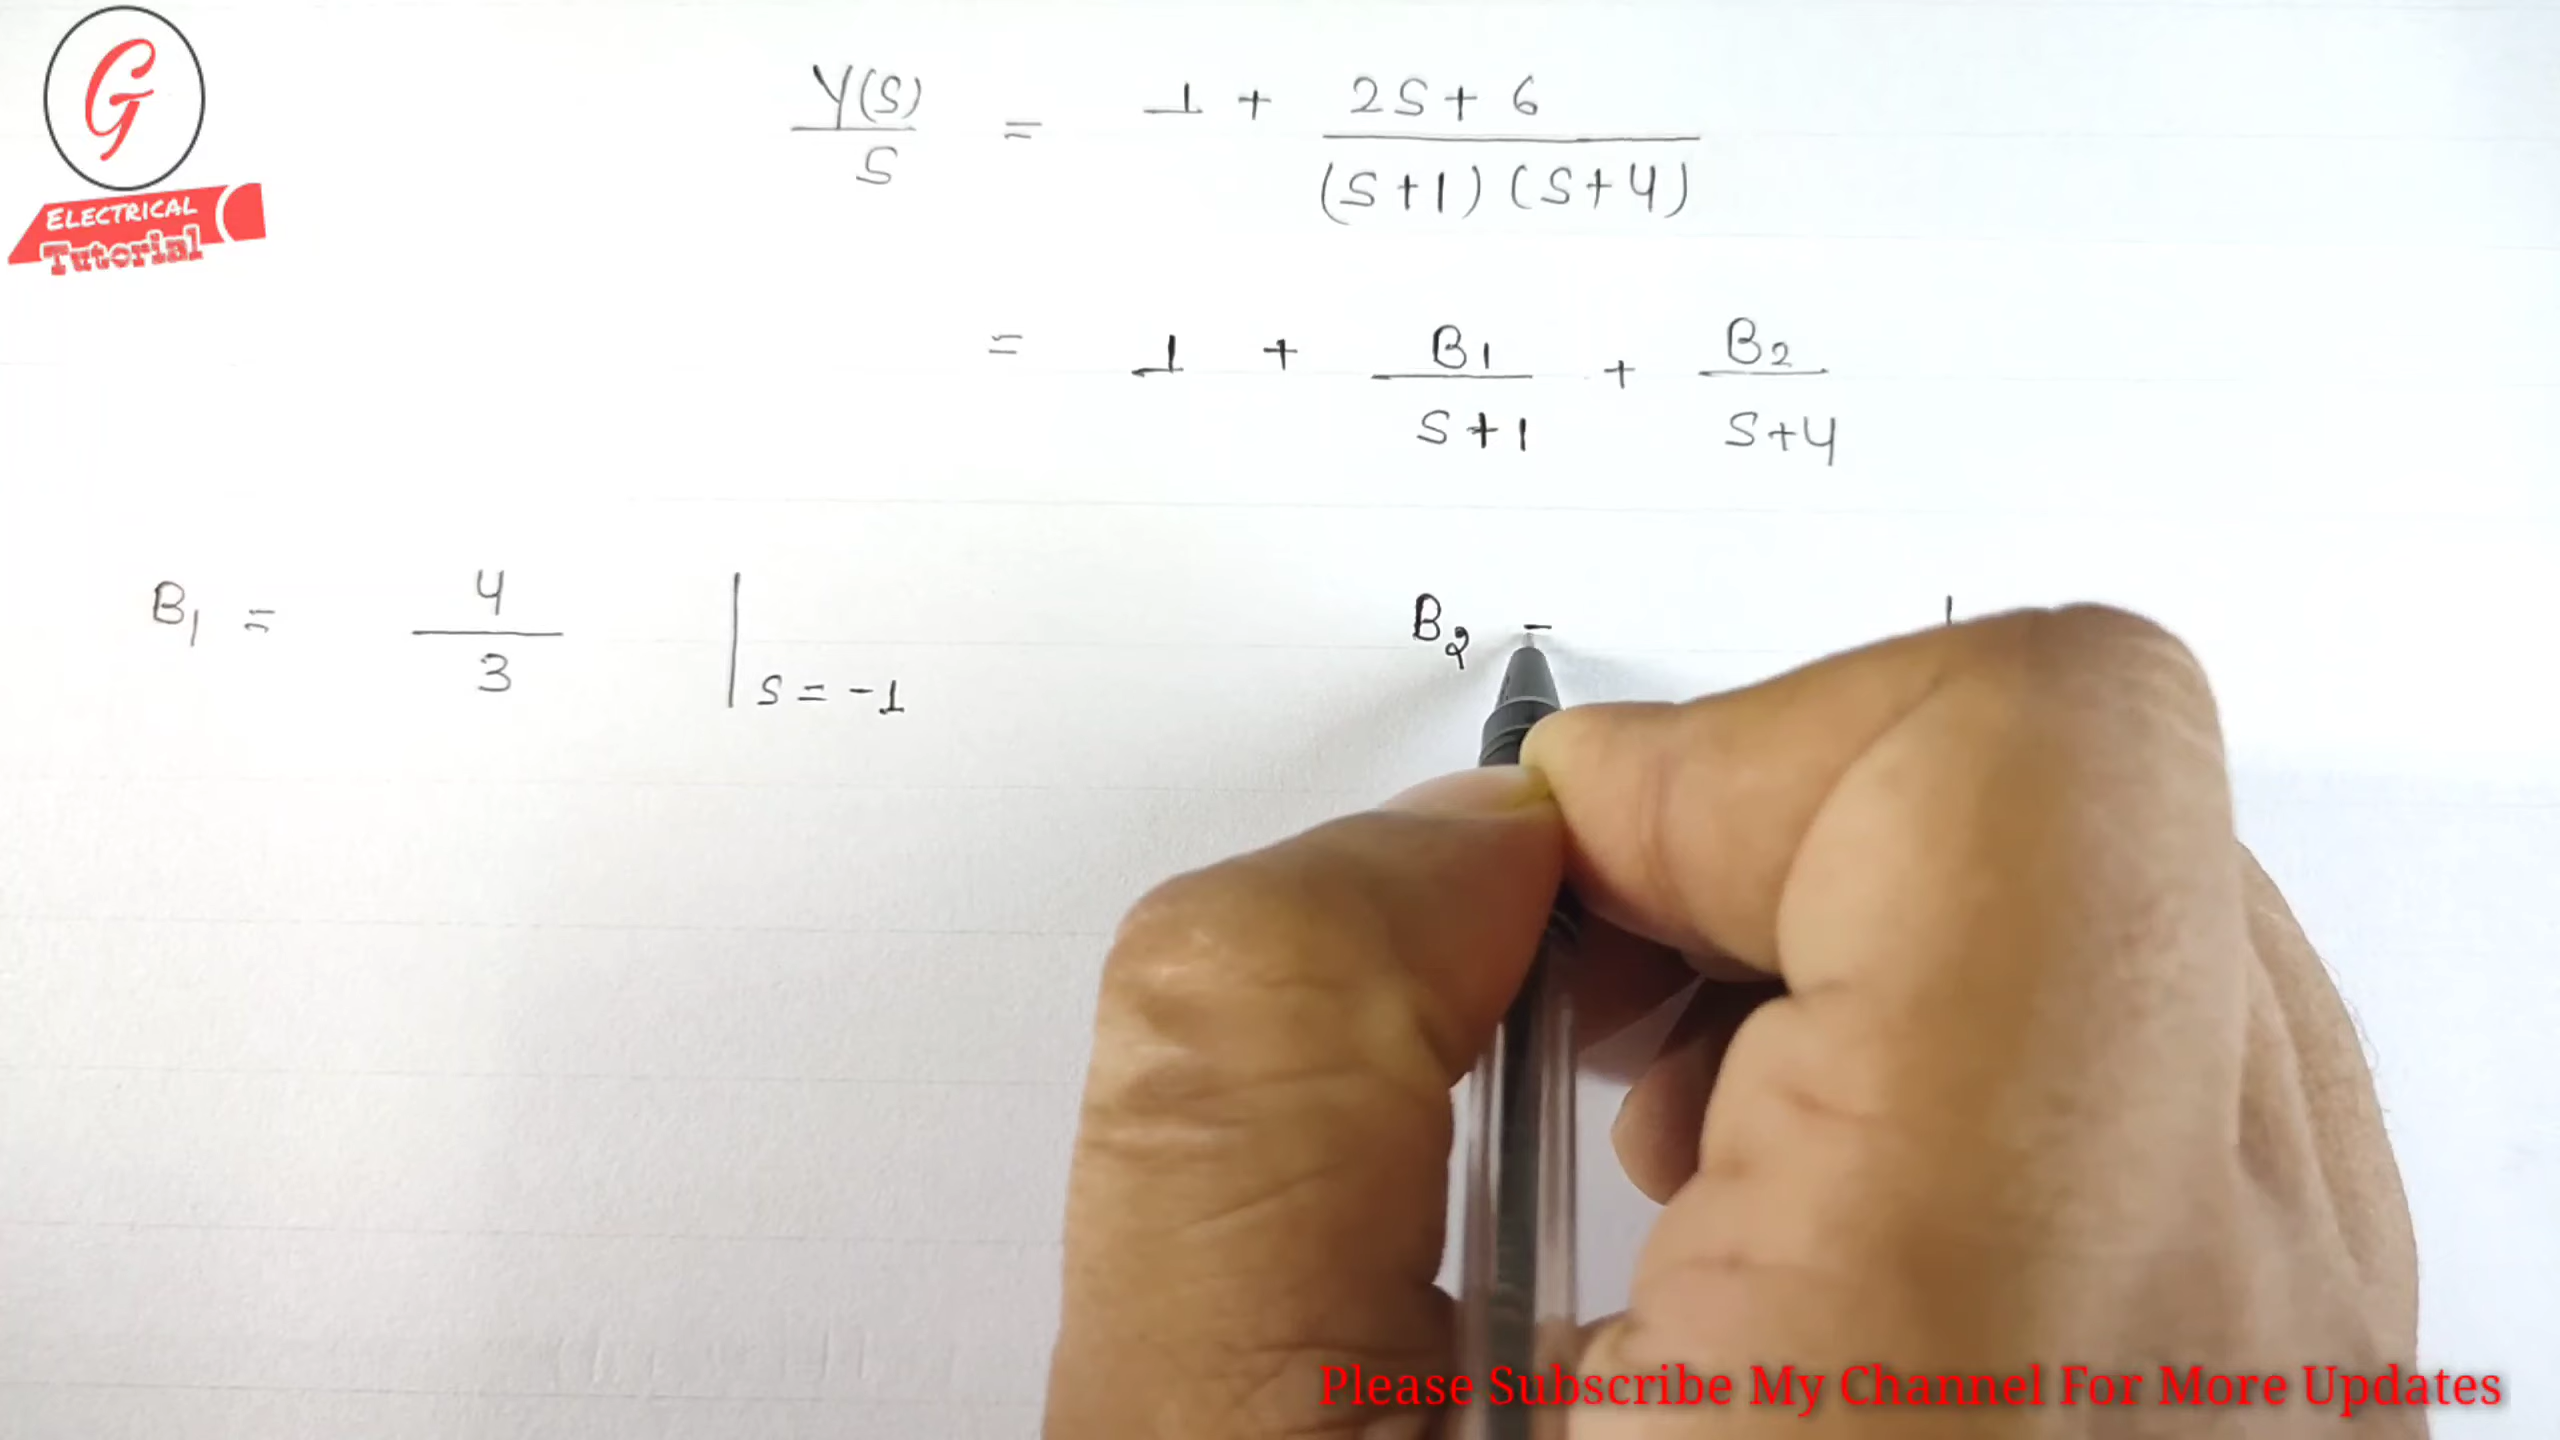 G
ELECTRICAL
Tutorial
Y(S)/S = 1 + 2S + 6/(S+1)(S+4)
= 1 + B1/S+1 + B2/S+4
B1 = 4/3 |S = -1 B2 -
Please Subscribe My Channel For More Updates